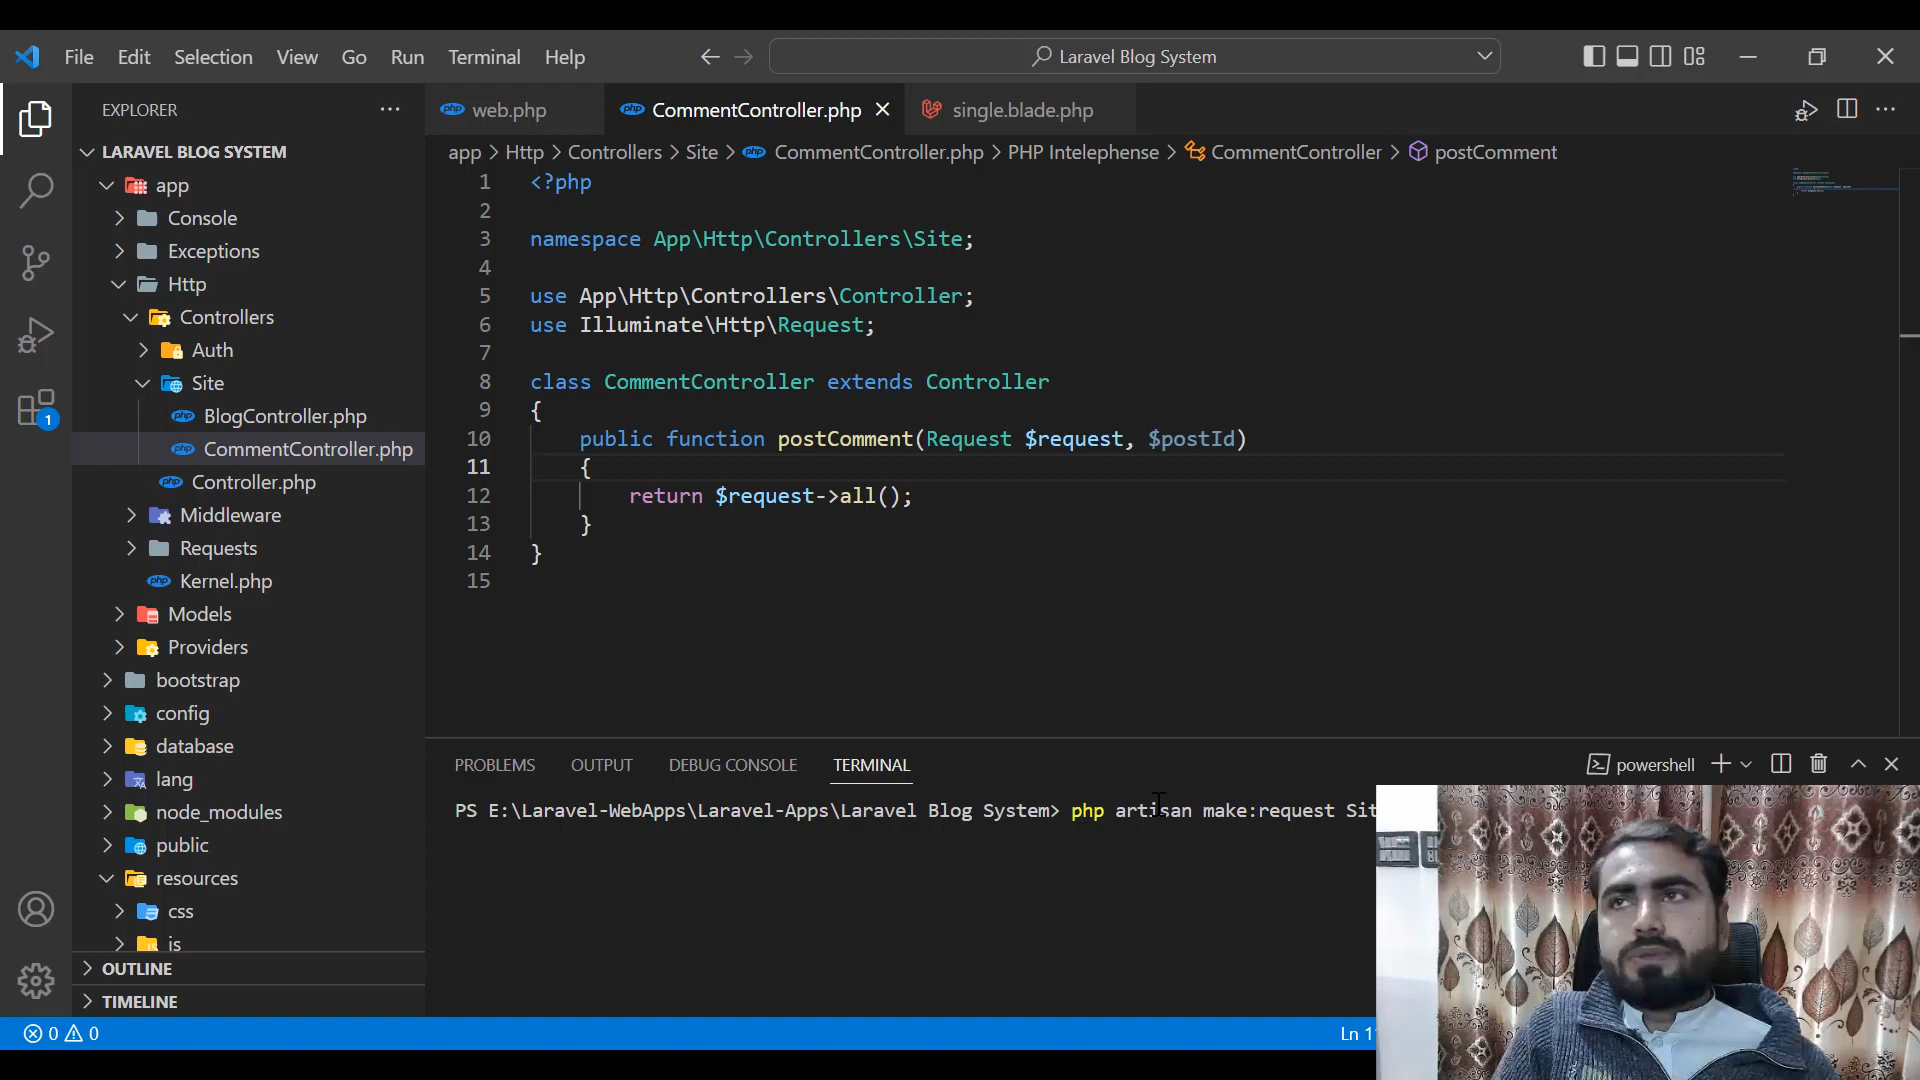 File Edit Selection View Go Run Terminal Help
Laravel Blog System
EXPLORER
LARAVEL BLOG SYSTEM
app
Console
Exceptions
Http
Controllers
Auth
Site
BlogController.php
CommentController.php
Controller.php
Middleware
Requests
Kernel.php
Models
Providers
bootstrap
config
database
lang
node_modules
public
resources
css
js
OUTLINE
TIMELINE
1
0 0
web.php CommentController.php single.blade.php
app > Http > Controllers > Site > CommentController.php > PHP Intelephense > CommentController > postComment
1 <?php
2
3 namespace App\Http\Controllers\Site;
4
5 use App\Http\Controllers\Controller;
6 use Illuminate\Http\Request;
7
8 class CommentController extends Controller
9 {
10 public function postComment(Request $request, $postId)
11 {
12 return $request->all();
13 }
14 }
15
PROBLEMS OUTPUT DEBUG CONSOLE TERMINAL powershell
PS E:\Laravel-WebApps\Laravel-Apps\Laravel Blog System> php artisan make:request Sit
Ln 1